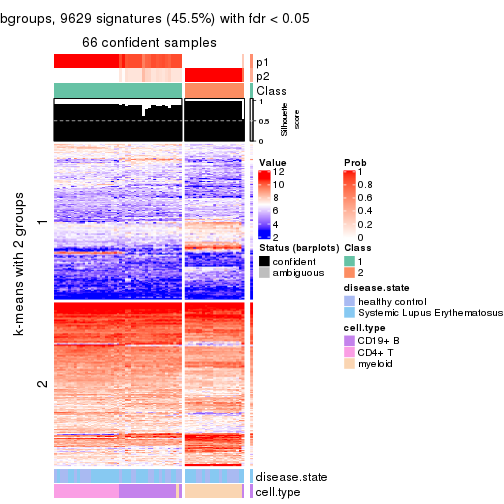 bgroups, 9629 signatures (45.5%) with fdr < 0.05
66 confident samples
p1
p2
Class
1
0.5
0
Silhouette
score
k-means with 2 groups
1
2
Value
12
10
8
6
4
2
Prob
1
0.8
0.6
0.4
0.2
0
Status (barplots)
confident
ambiguous
Class
1
2
disease.state
healthy control
Systemic Lupus Erythematosus
cell.type
CD19+ B
CD4+ T
myeloid
disease.state
cell.type